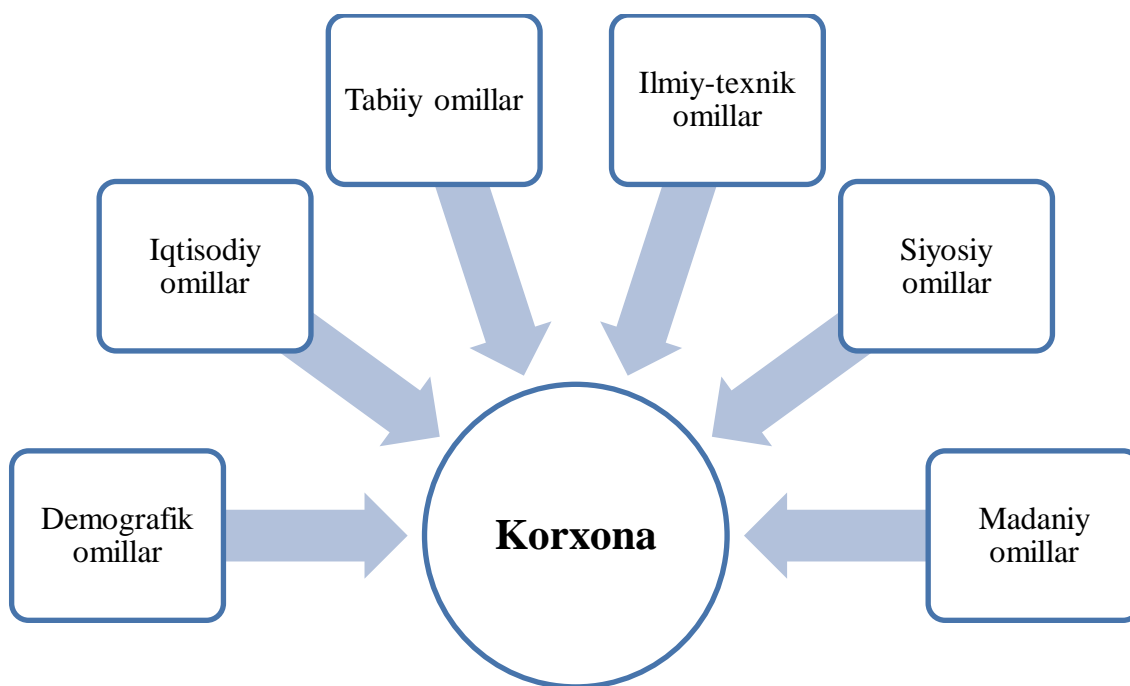 Tabiiy omillar
Ilmiy-texnik
omillar
Iqtisodiy
omillar
Siyosiy
omillar
Demografik
omillar
Korxona
Madaniy
omillar